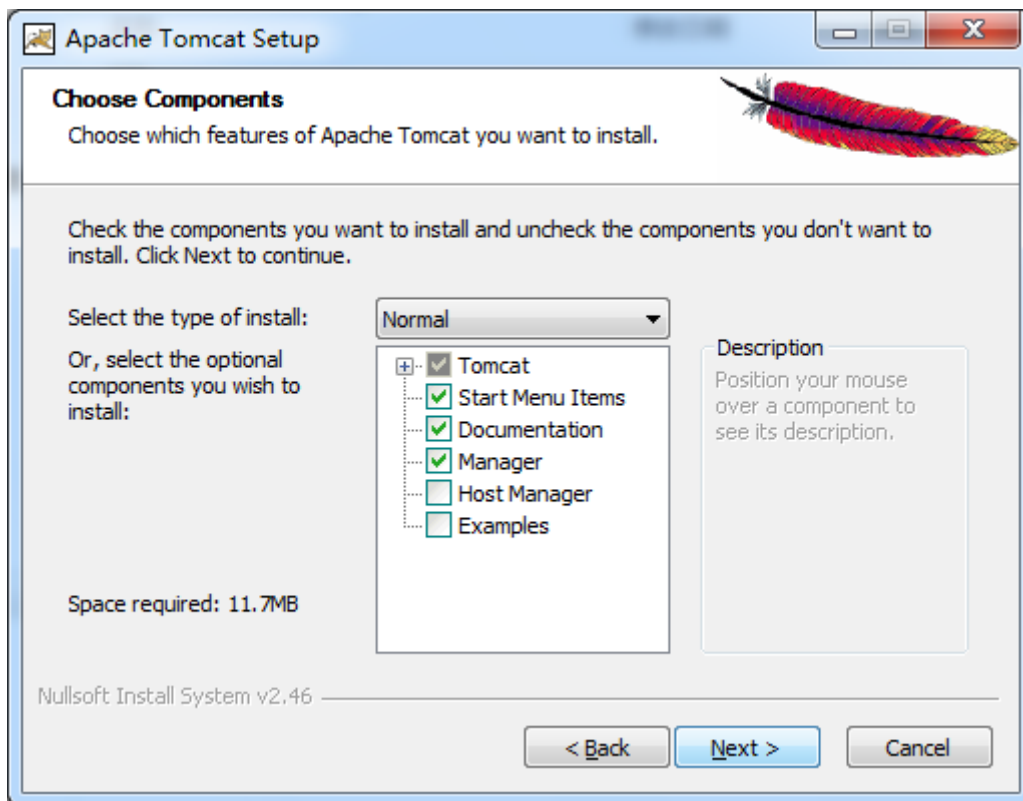 Apache Tomcat Setup
Choose Components
Choose which features of Apache Tomcat you want to install.
Check the components you want to install and uncheck the components you don't want to
install. Click Next to continue.
Select the type of install:
Normal
Or, select the optional
components you wish to
install:
Tomcat
Start Menu Items
Documentation
Manager
Host Manager
Examples
Description
Position your mouse
over a component to
see its description.
Space required: 11.7MB
Nullsoft Install System v2.46
< Back
Next >
Cancel